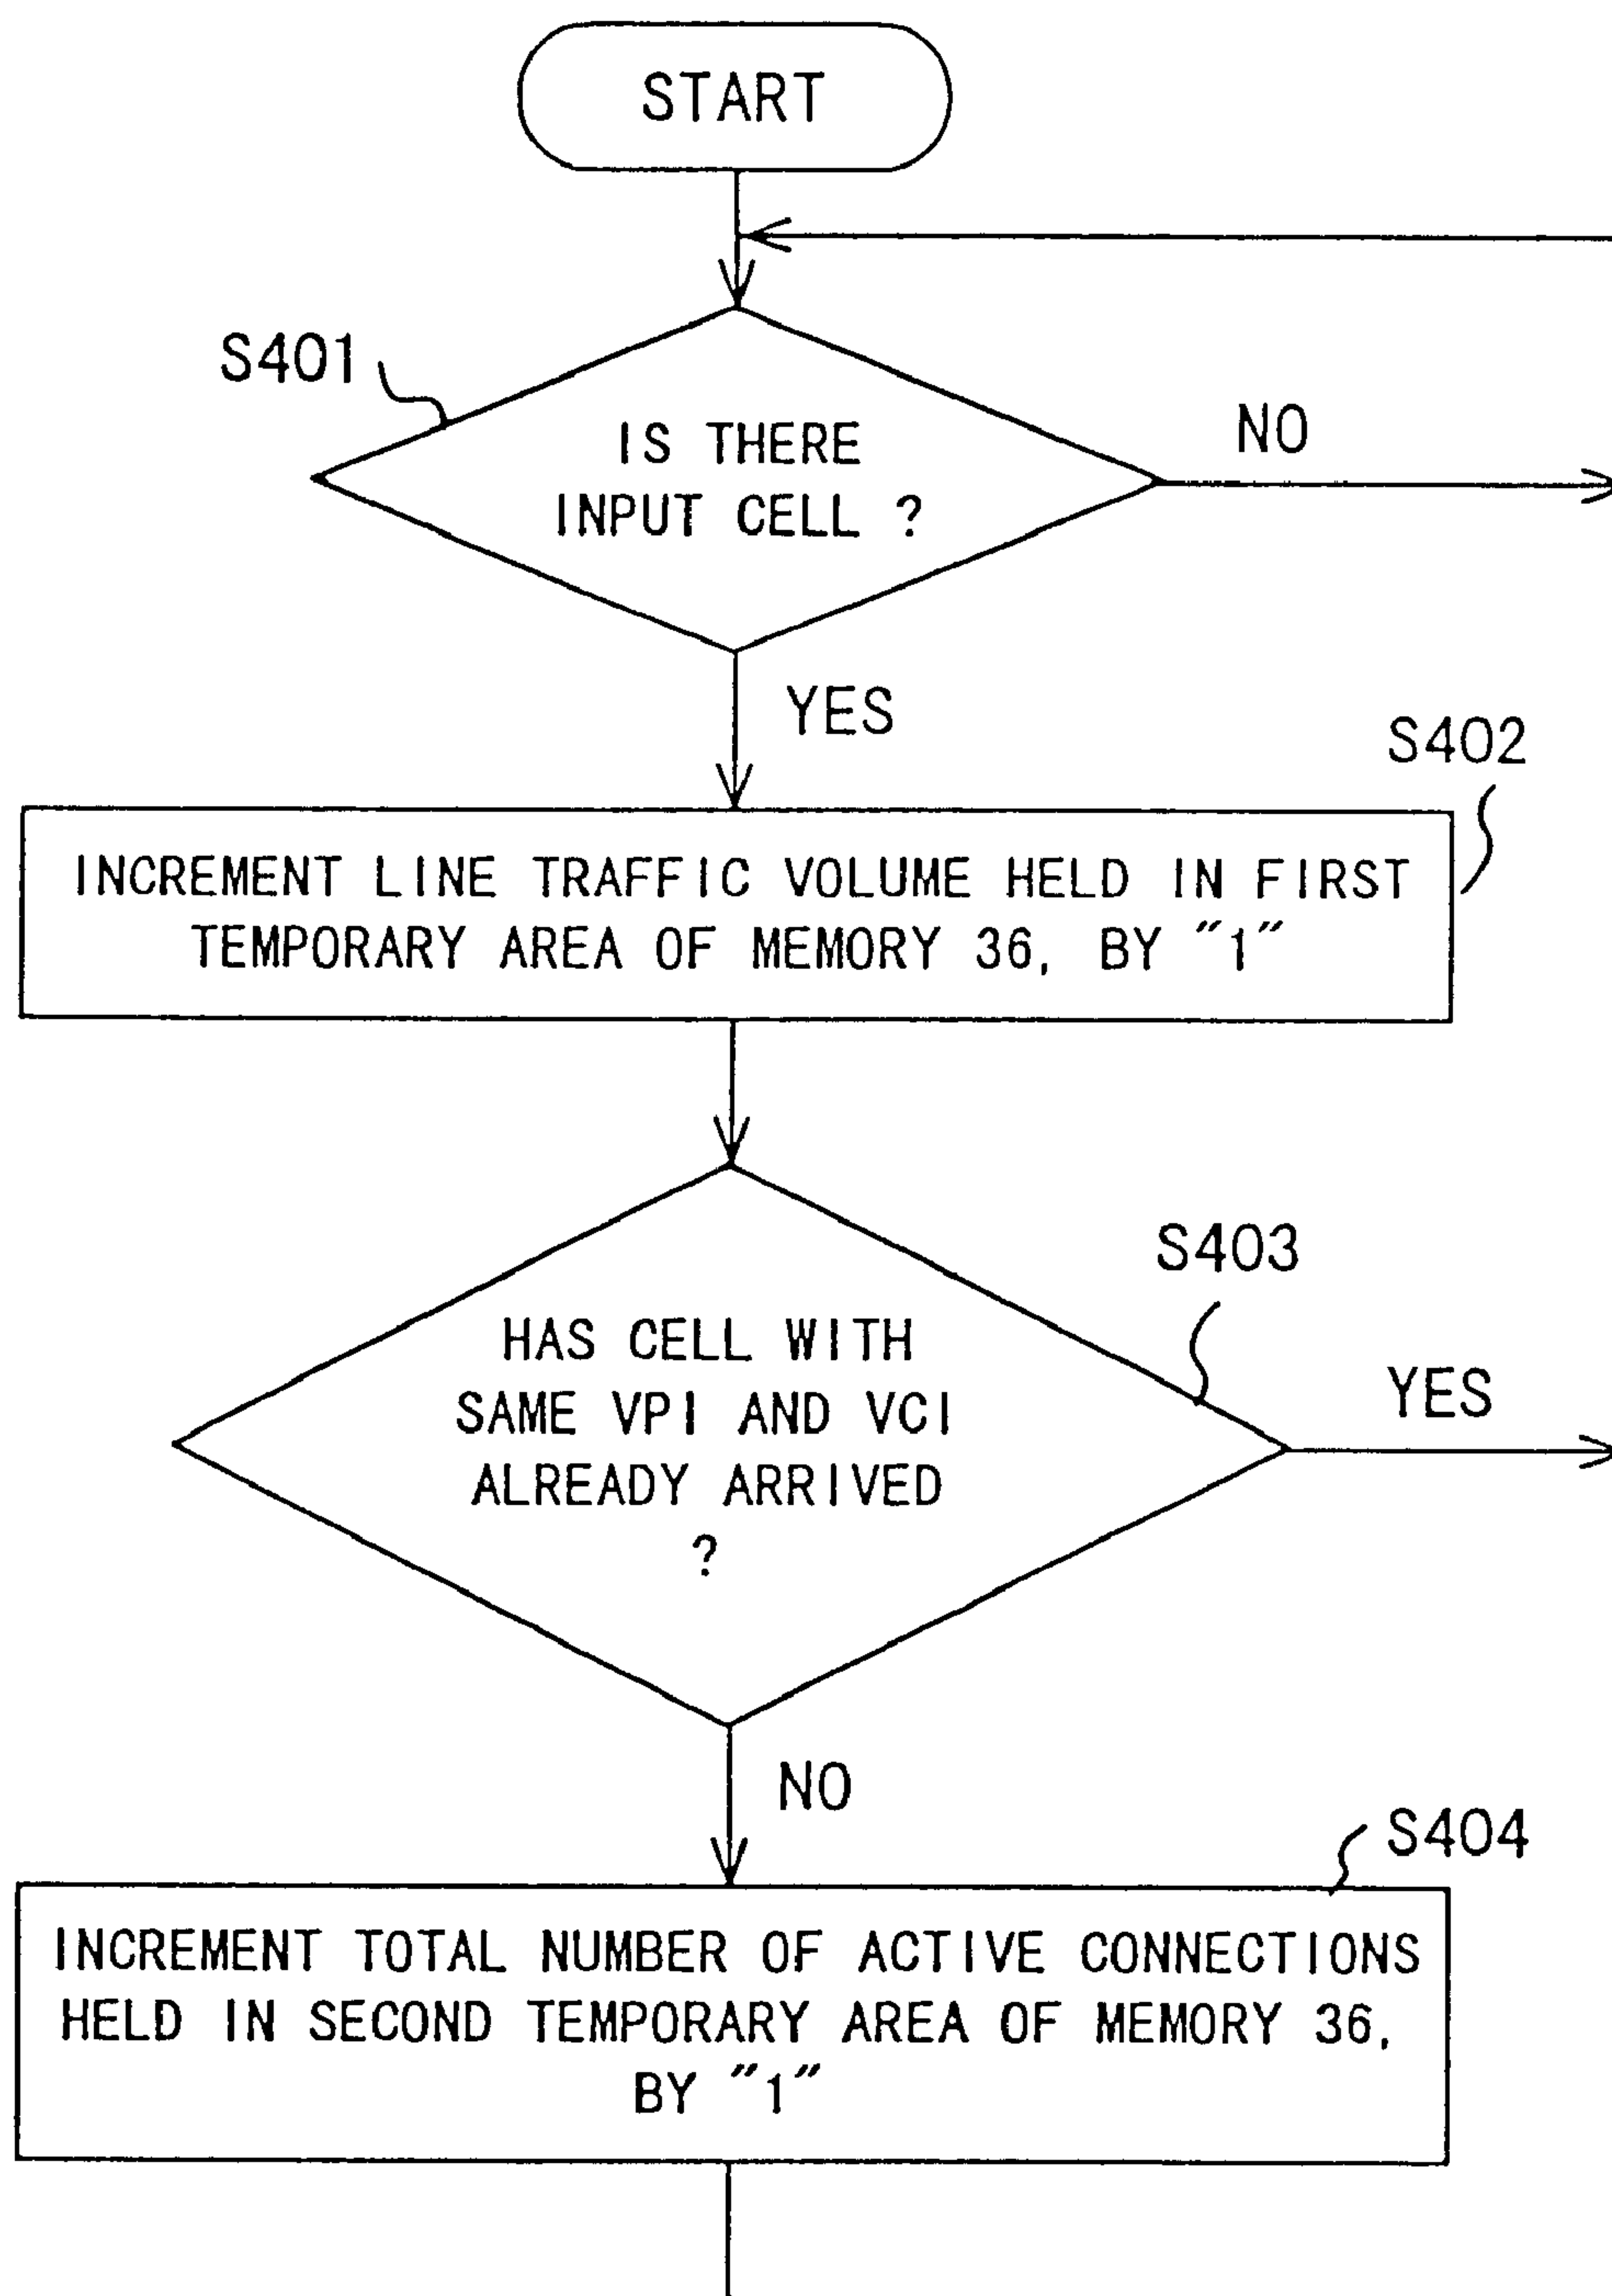 START
S401
IS THERE
INPUT CELL ?
NO
YES
S402
INCREMENT LINE TRAFFIC VOLUME HELD IN FIRST
TEMPORARY AREA OF MEMORY 36, BY "1"
S403
HAS CELL WITH
SAME VPI AND VCI
ALREADY ARRIVED
?
YES
NO
S404
INCREMENT TOTAL NUMBER OF ACTIVE CONNECTIONS
HELD IN SECOND TEMPORARY AREA OF MEMORY 36,
BY "1"